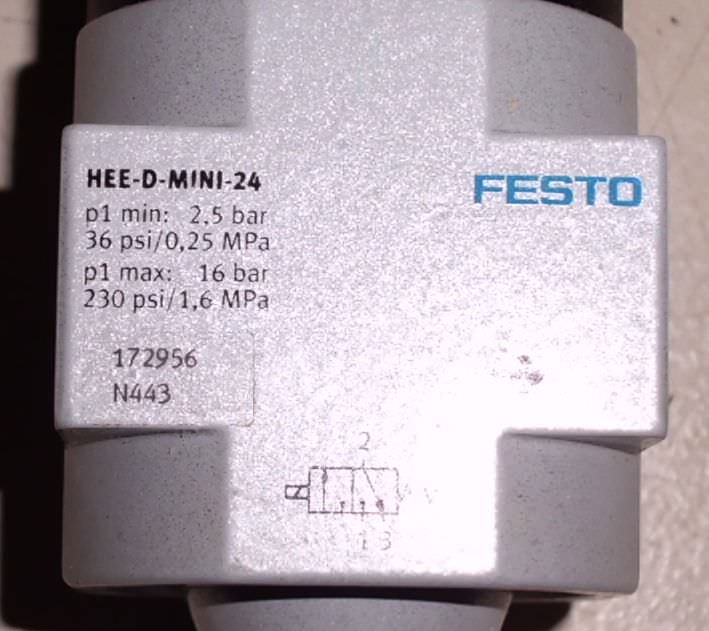 HEE-D-MINI-24
p1 min: 2,5 bar
36 psi/0,25 MPa
p1 max: 16 bar
230 psi/1,6 MPa
172956
N443
FESTO
2
1 3